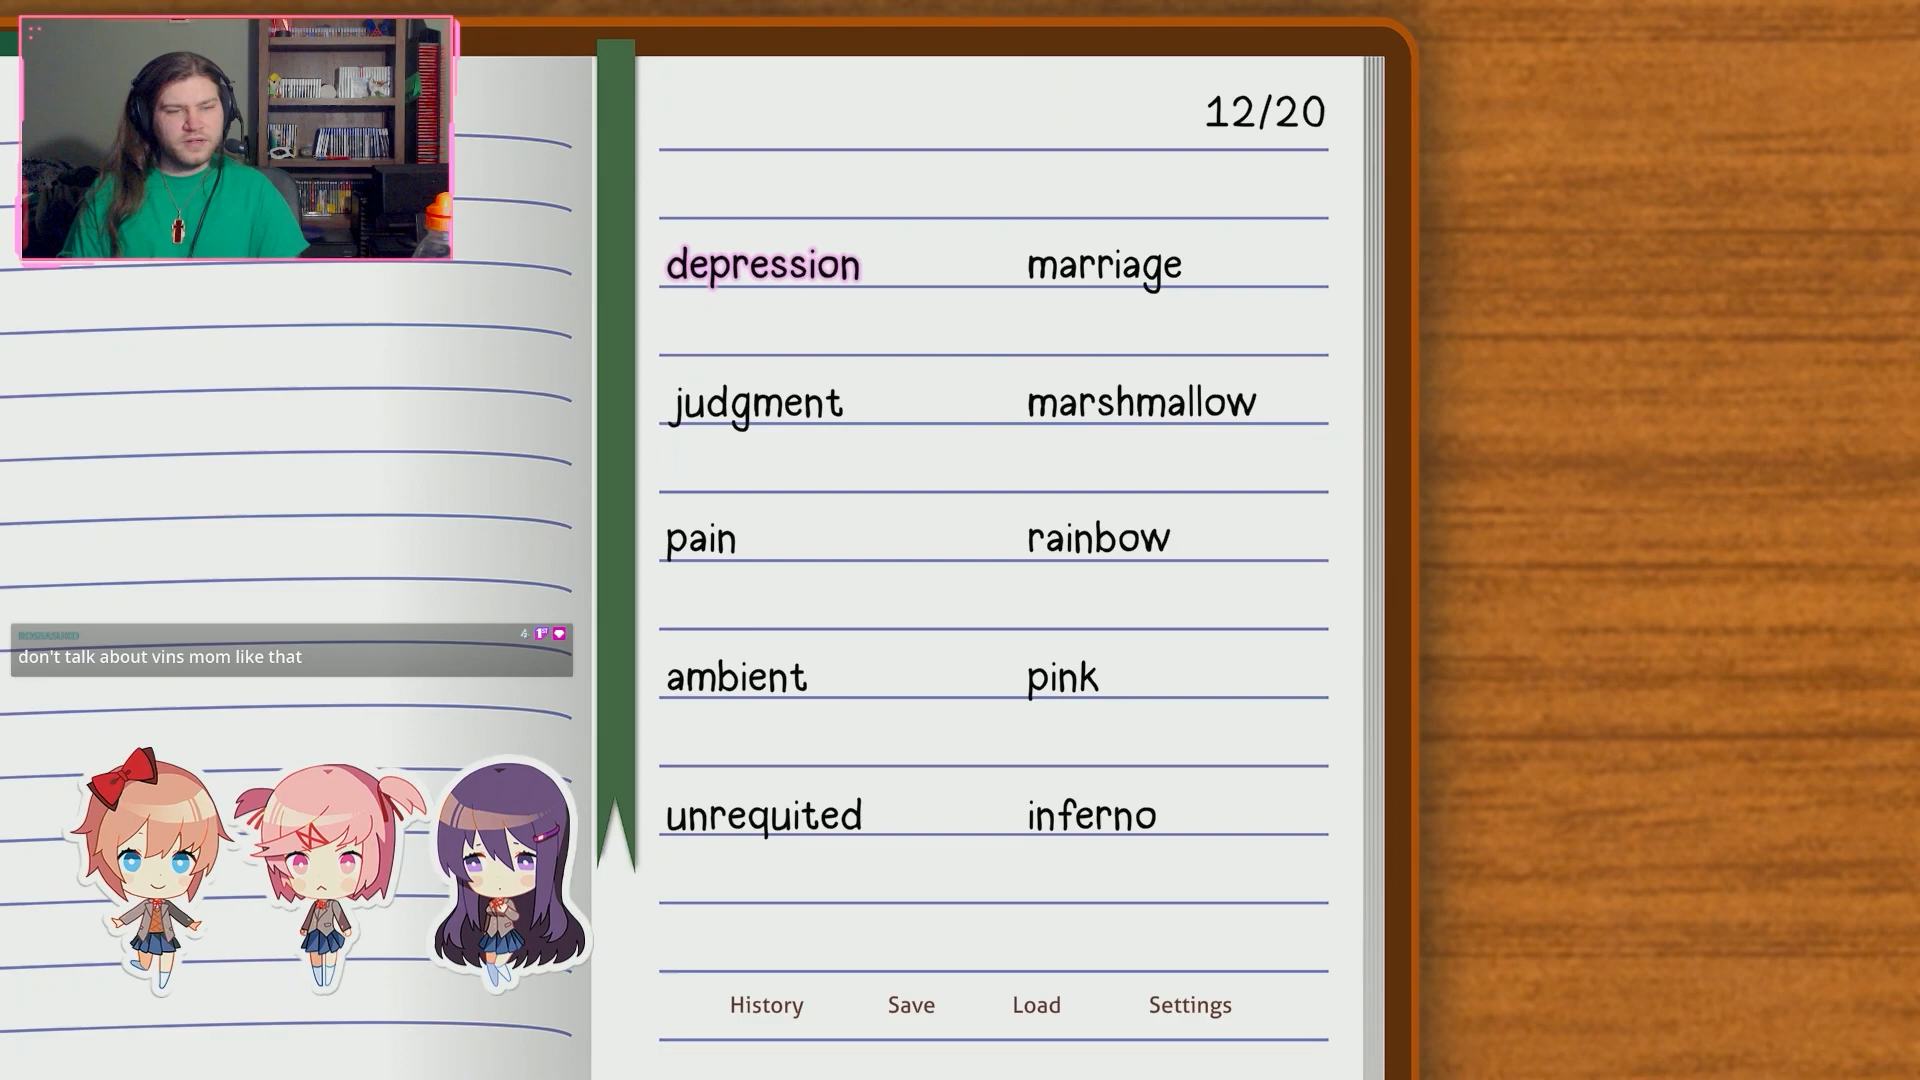 12/20
depression marriage
judgment marshmallow
pain rainbow
1st
don't talk about vins mom like that
ambient pink
unrequited inferno
History Save Load Settings